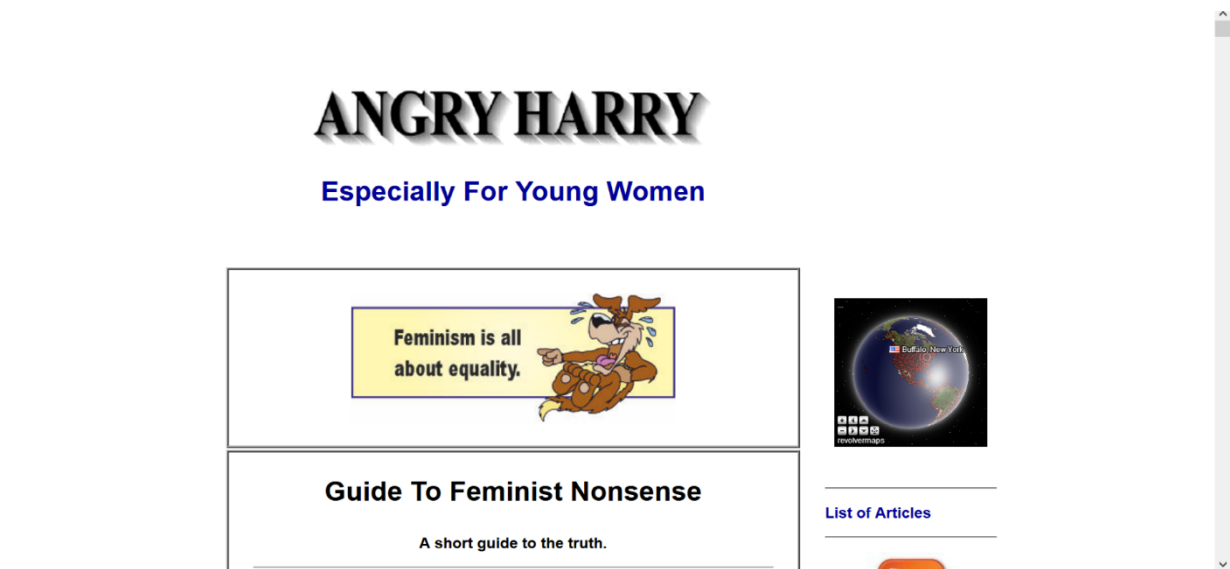 ANGRY HARRY
Especially For Young Women
Feminism is all
about equality.
Buffalo, New York
revolvermaps
Guide To Feminist Nonsense
List of Articles
A short guide to the truth.